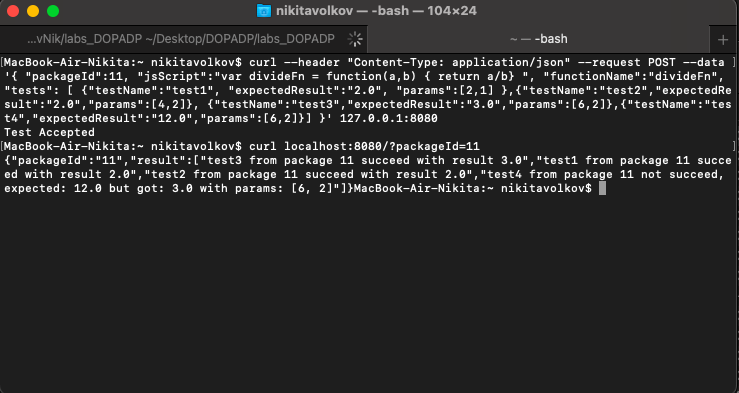 nikitavolkov — -bash — 104×24
...vNik/labs_DOPADP ~/Desktop/DOPADP/labs_DOPADP
~ — -bash
+
[MacBook-Air-Nikita:~ nikitavolkov$ curl --header "Content-Type: application/json" --request POST --data ]
'{ "packageId":11, "jsScript":"var divideFn = function(a,b) { return a/b} ", "functionName":"divideFn",
"tests": [ {"testName":"test1", "expectedResult":"2.0", "params":[2,1] },{"testName":"test2","expectedRe
sult":"2.0","params":[4,2]}, {"testName":"test3","expectedResult":"3.0","params":[6,2]},{"testName":"tes
t4","expectedResult":"12.0","params":[6,2]}] }' 127.0.0.1:8080
Test Accepted
[MacBook-Air-Nikita:~ nikitavolkov$ curl localhost:8080/?packageId=11 ]
{"packageId":"11","result":["test3 from package 11 succeed with result 3.0","test1 from package 11 succe
ed with result 2.0","test2 from package 11 succeed with result 2.0","test4 from package 11 not succeed,
expected: 12.0 but got: 3.0 with params: [6, 2]"]}MacBook-Air-Nikita:~ nikitavolkov$